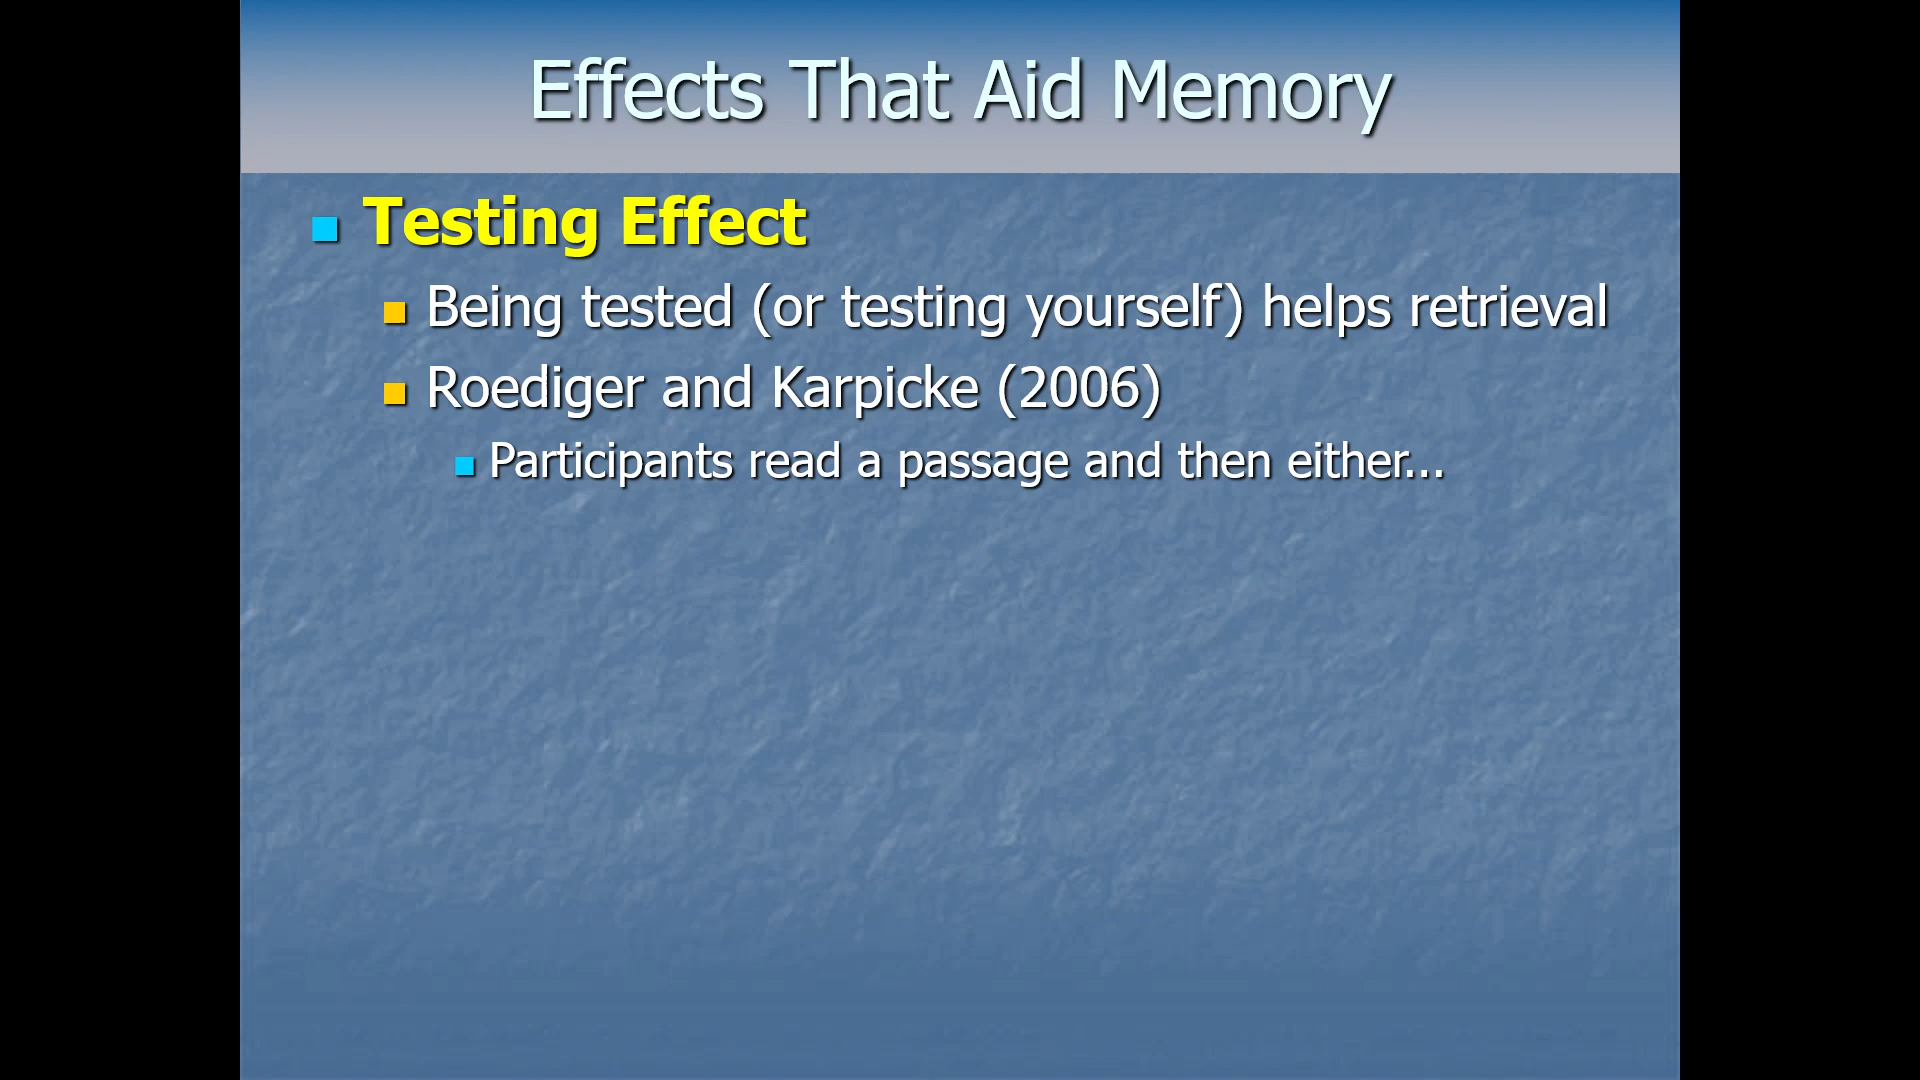 Effects That Aid Memory
Testing Effect
Being tested (or testing yourself) helps retrieval
Roediger and Karpicke (2006)
Participants read a passage and then either...